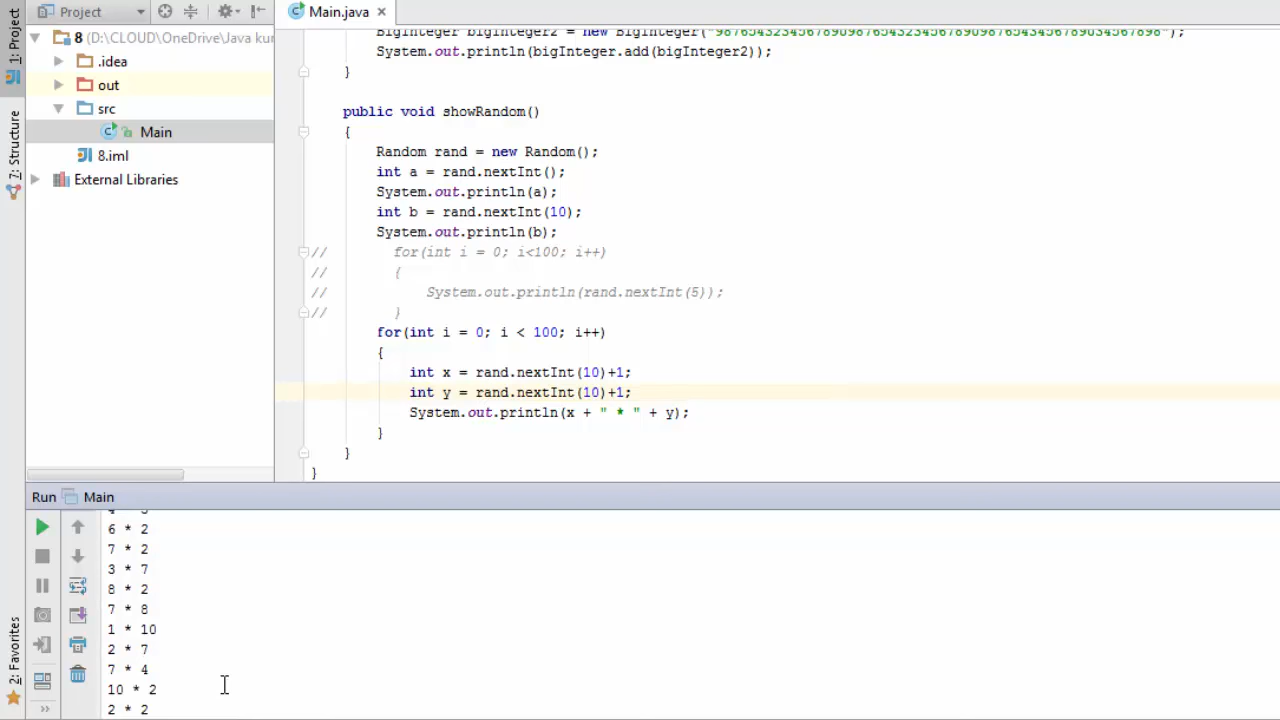 1: Project
Project
Main.java
8 (D:\CLOUD\OneDrive\Java kur
.idea
out
src
Main
8.iml
External Libraries
7: Structure
2: Favorites
System.out.println(bigInteger.add(bigInteger2));
}
public void showRandom()
{
Random rand = new Random();
int a = rand.nextInt();
System.out.println(a);
int b = rand.nextInt(10);
System.out.println(b);
// for(int i = 0; i<100; i++)
// {
// System.out.println(rand.nextInt(5));
// }
for(int i = 0; i < 100; i++)
{
int x = rand.nextInt(10)+1;
int y = rand.nextInt(10)+1;
System.out.println(x + " * " + y);
}
}
}
Run Main
6 * 2
7 * 2
3 * 7
8 * 2
7 * 8
1 * 10
2 * 7
7 * 4
10 * 2
2 * 2